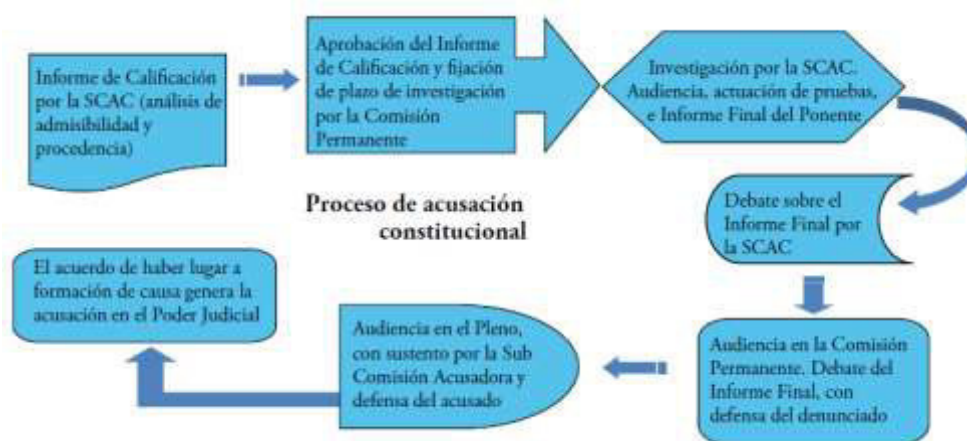 Informe de Calificación
por la SCAC (análisis de
admisibilidad y
procedencia)
Aprobación del Informe
de Calificación y fijación
de plazo de investigación
por la Comisión
Permanente
Investigación por la SCAC.
Audiencia, actuación de pruebas,
e Informe Final del Ponente
Debate sobre el
Informe Final por
la SCAC
Proceso de acusación
constitucional
Audiencia en la Comisión
Permanente. Debate del
Informe Final, con
defensa del denunciado
Audiencia en el Pleno,
con sustento por la Sub
Comisión Acusadora y
defensa del acusado
El acuerdo de haber lugar a
formación de causa genera la
acusación en el Poder Judicial